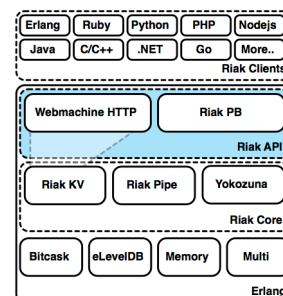 Erlang Ruby Python PHP Nodejs
Java C/C++ .NET Go More..
Riak Clients
Webmachine HTTP Riak PB
Riak API
Riak KV Riak Pipe Yokozuna
Riak Core
Bitcask eLevelDB Memory Multi
Erlang